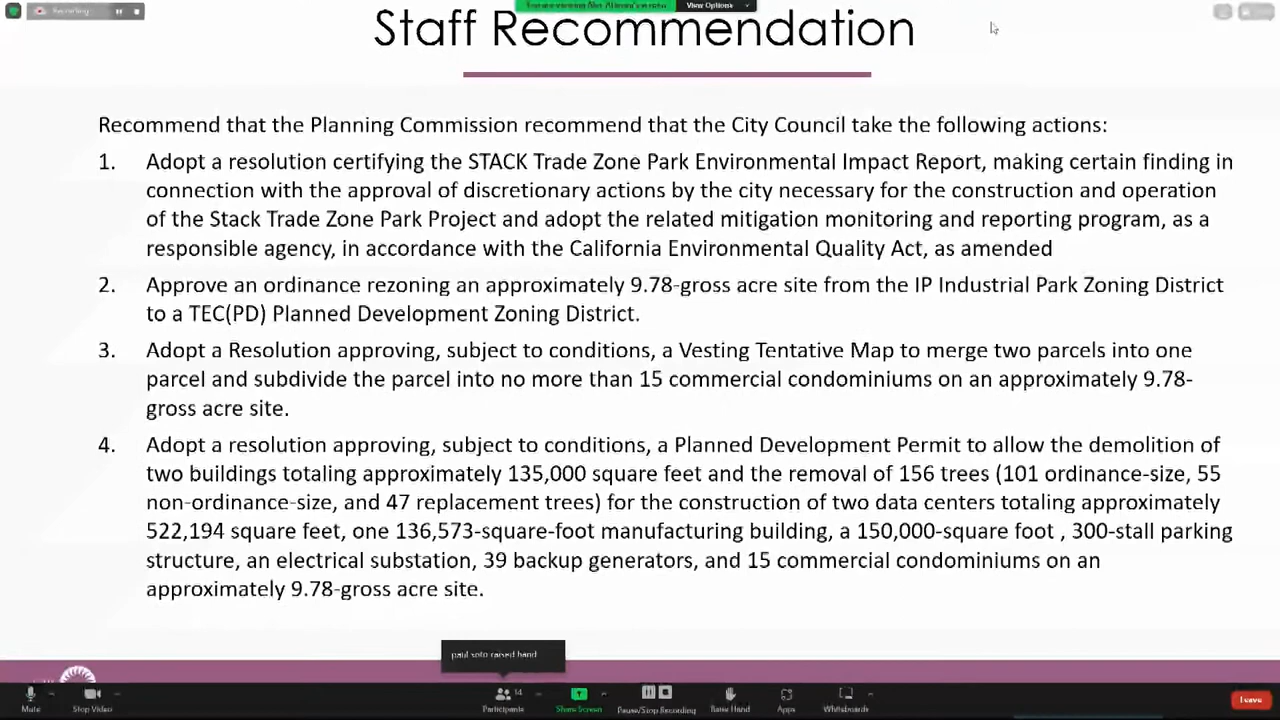 Recording
View Options
Staff Recommendation
Recommend that the Planning Commission recommend that the City Council take the following actions:
1. Adopt a resolution certifying the STACK Trade Zone Park Environmental Impact Report, making certain finding in
connection with the approval of discretionary actions by the city necessary for the construction and operation
of the Stack Trade Zone Park Project and adopt the related mitigation monitoring and reporting program, as a
responsible agency, in accordance with the California Environmental Quality Act, as amended
2. Approve an ordinance rezoning an approximately 9.78-gross acre site from the IP Industrial Park Zoning District
to a TEC(PD) Planned Development Zoning District.
3. Adopt a Resolution approving, subject to conditions, a Vesting Tentative Map to merge two parcels into one
parcel and subdivide the parcel into no more than 15 commercial condominiums on an approximately 9.78-
gross acre site.
4. Adopt a resolution approving, subject to conditions, a Planned Development Permit to allow the demolition of
two buildings totaling approximately 135,000 square feet and the removal of 156 trees (101 ordinance-size, 55
non-ordinance-size, and 47 replacement trees) for the construction of two data centers totaling approximately
522,194 square feet, one 136,573-square-foot manufacturing building, a 150,000-square foot , 300-stall parking
structure, an electrical substation, 39 backup generators, and 15 commercial condominiums on an
approximately 9.78-gross acre site.
paul soto raised hand
14
Mute Stop Video Participants Share Screen Pause/Stop Recording Raise Hand Apps Whiteboards Leave